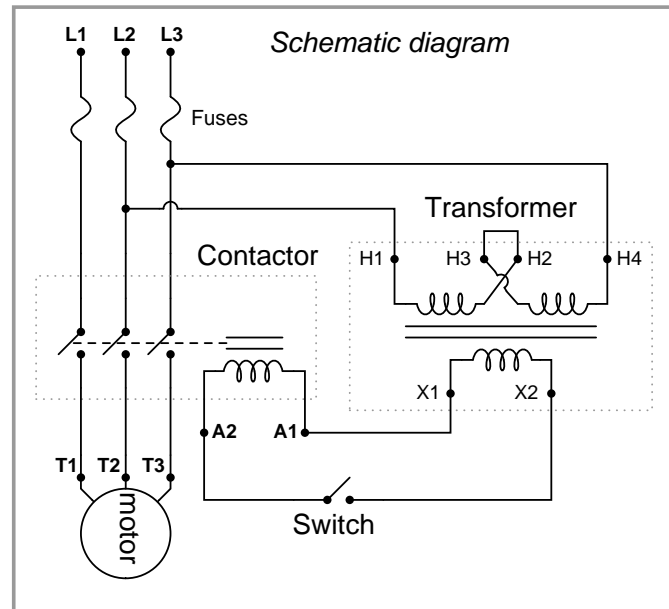 L1 L2 L3 Schematic diagram
Fuses
Transformer
Contactor
H1 H3 H2 H4
X1 X2
A2 A1
T1 T2 T3
motor
Switch